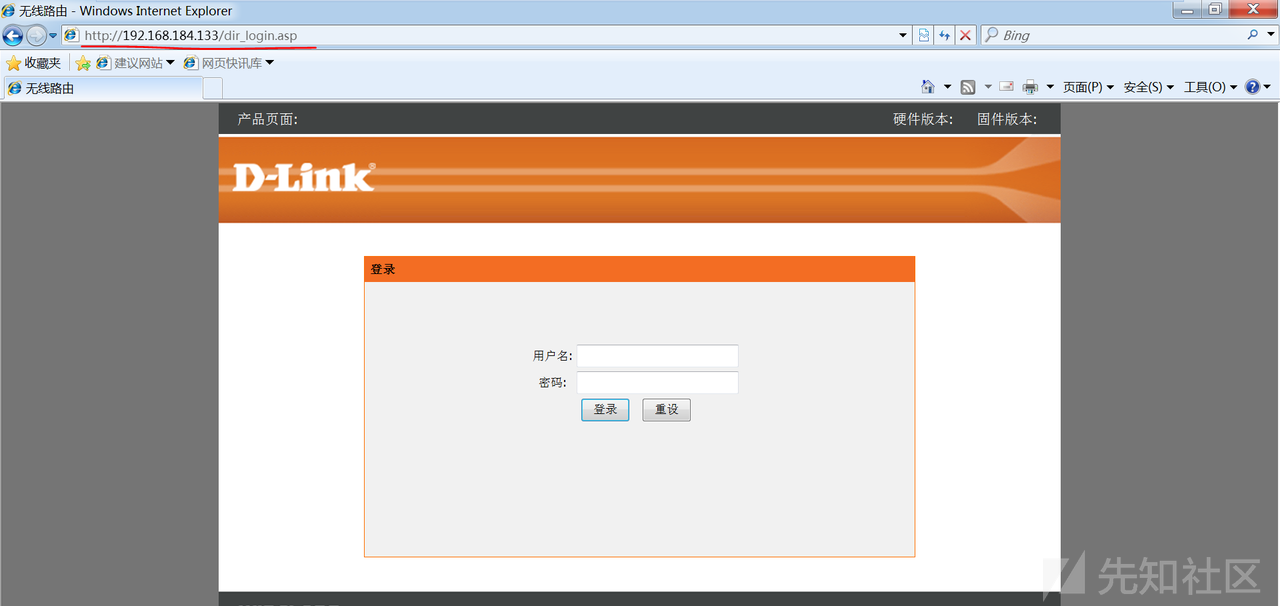 无线路由 - Windows Internet Explorer
http://192.168.184.133/dir_login.asp
Bing
收藏夹 建议网站 网页快讯库
无线路由 页面(P) 安全(S) 工具(O)
产品页面: 硬件版本: 固件版本:
D-Link®
登录
用户名:
密码:
登录 重设
先知社区